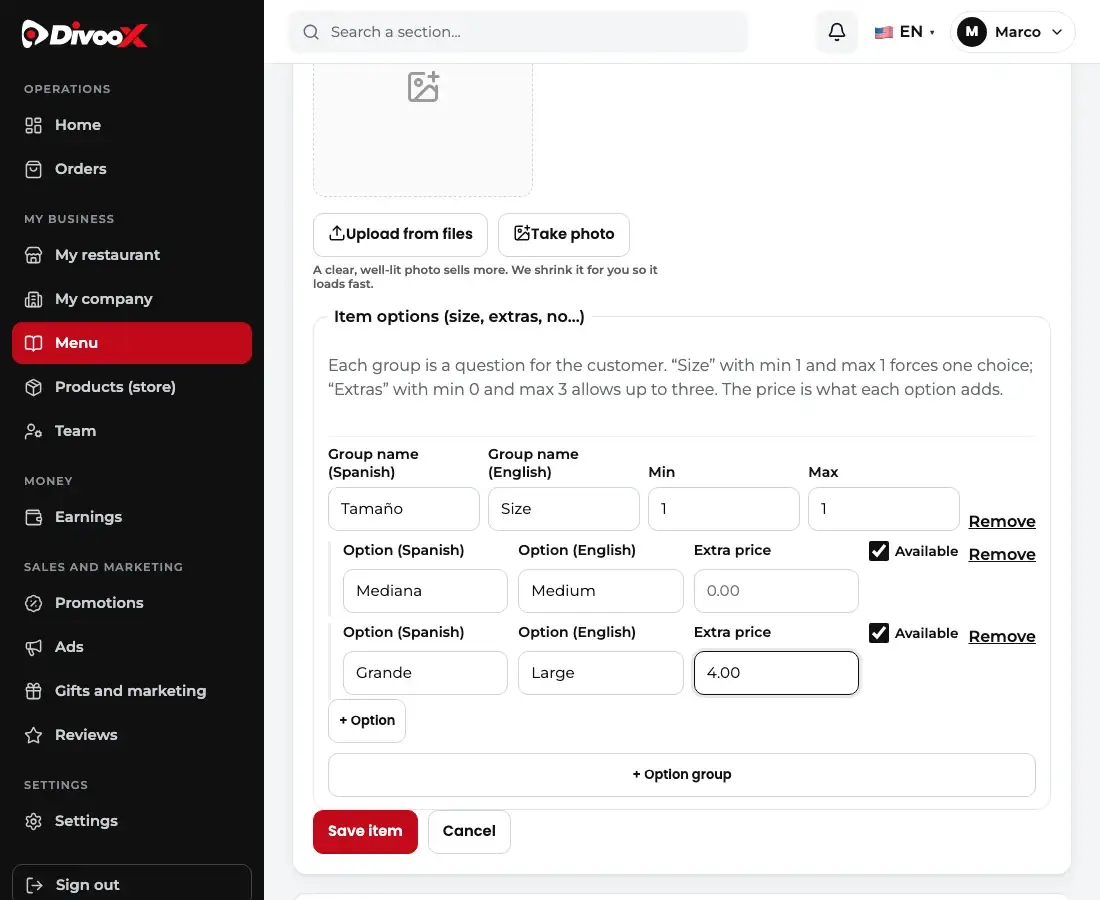 DivooX
Search a section...
EN
M
Marco
OPERATIONS
Home
Orders
MY BUSINESS
My restaurant
My company
Menu
Products (store)
Team
MONEY
Earnings
SALES AND MARKETING
Promotions
Ads
Gifts and marketing
Reviews
SETTINGS
Settings
Sign out
Upload from files
Take photo
A clear, well-lit photo sells more. We shrink it for you so it
loads fast.
Item options (size, extras, no...)
Each group is a question for the customer. “Size” with min 1 and max 1 forces one choice;
“Extras” with min 0 and max 3 allows up to three. The price is what each option adds.
Group name
(Spanish)
Group name
(English)
Min
Max
Tamaño
Size
1
1
Remove
Option (Spanish)
Option (English)
Extra price
Available
Remove
Mediana
Medium
0.00
Option (Spanish)
Option (English)
Extra price
Available
Remove
Grande
Large
4.00
+ Option
+ Option group
Save item
Cancel